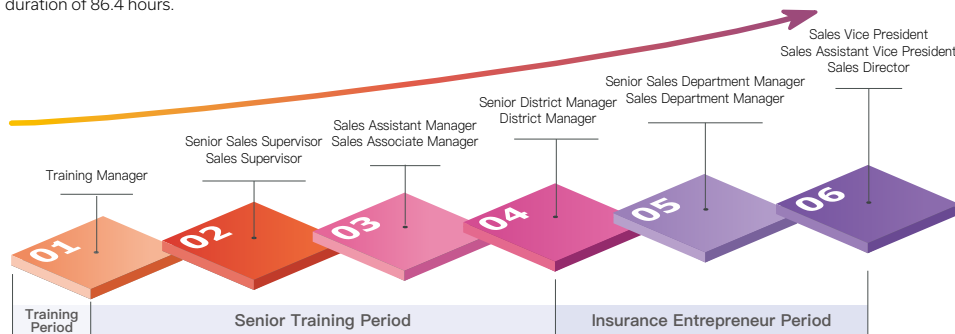 duration of 86.4 hours.
Sales Vice President
Sales Assistant Vice President
Sales Director
Senior Sales Department Manager
Sales Department Manager
Senior District Manager
District Manager
Sales Assistant Manager
Sales Associate Manager
Senior Sales Supervisor
Sales Supervisor
Training Manager
01
02
03
04
05
06
Training
Period
Senior Training Period
Insurance Entrepreneur Period